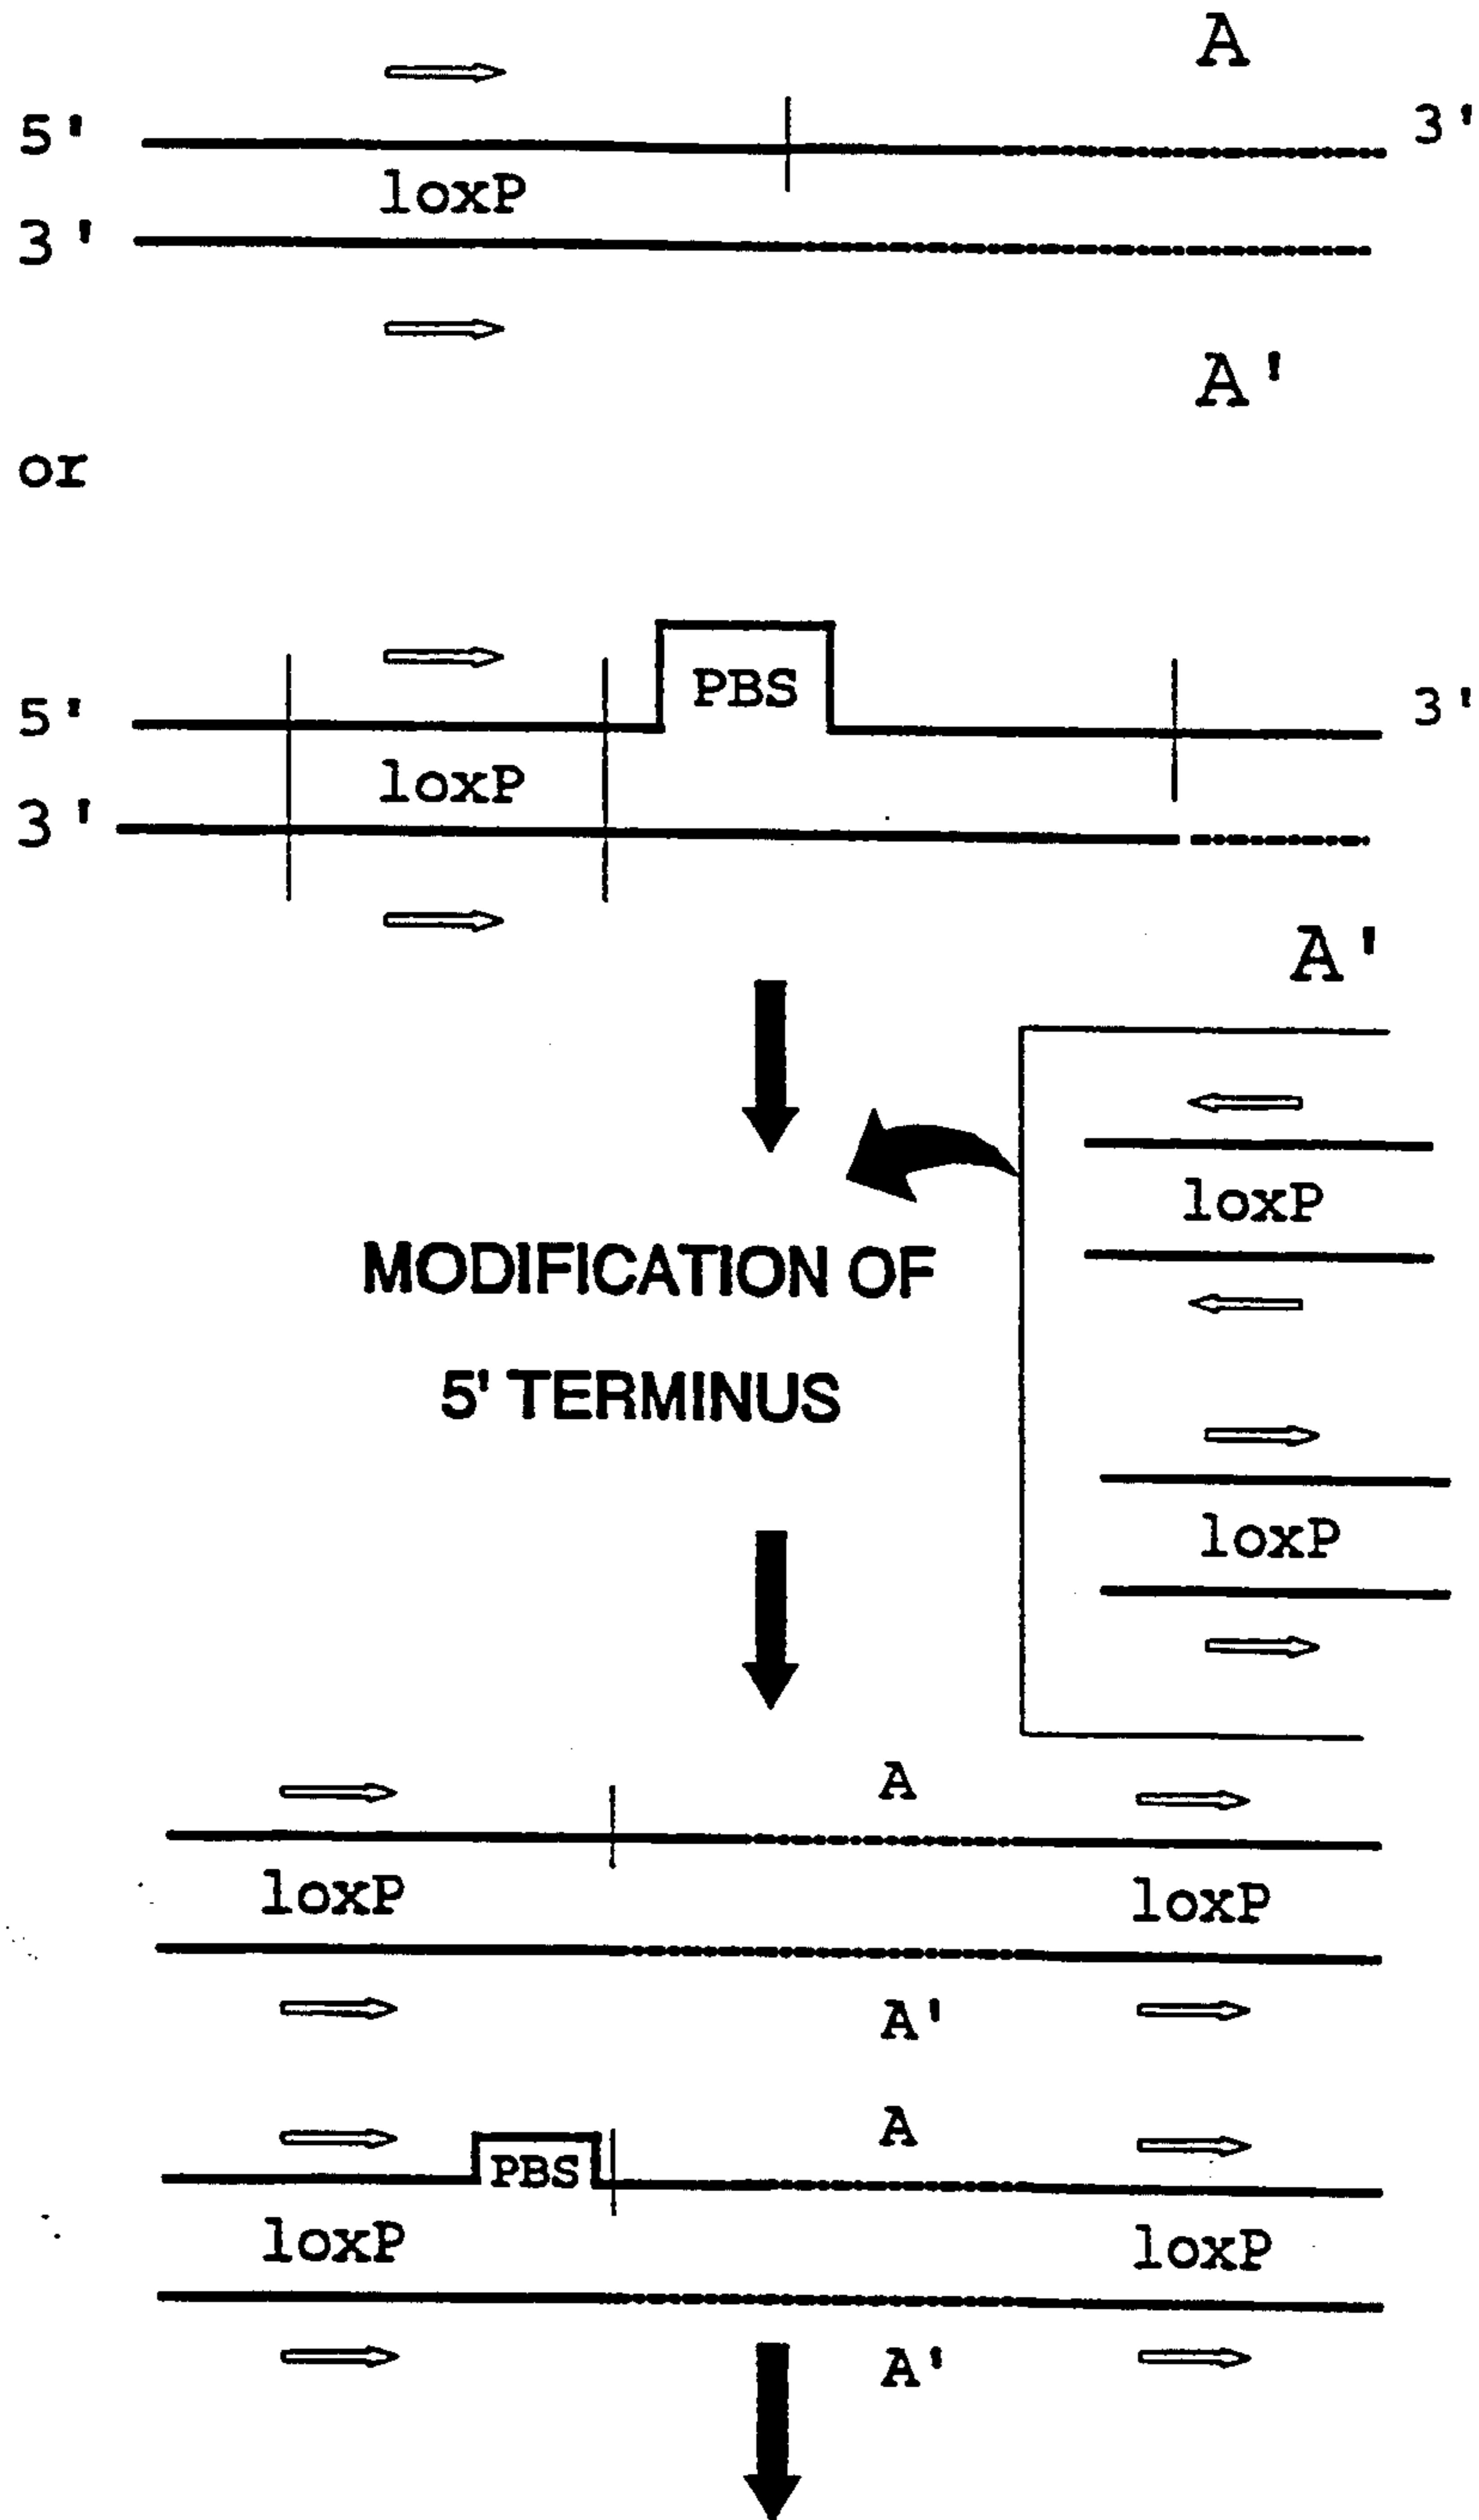 A
5' 3'
loxP
3'
A'
or
PBS
5' 3'
loxP
3'
A'
loxP
MODIFICATION OF
5' TERMINUS
loxP
A
loxP loxP
A'
A
PBS
loxP loxP
A'